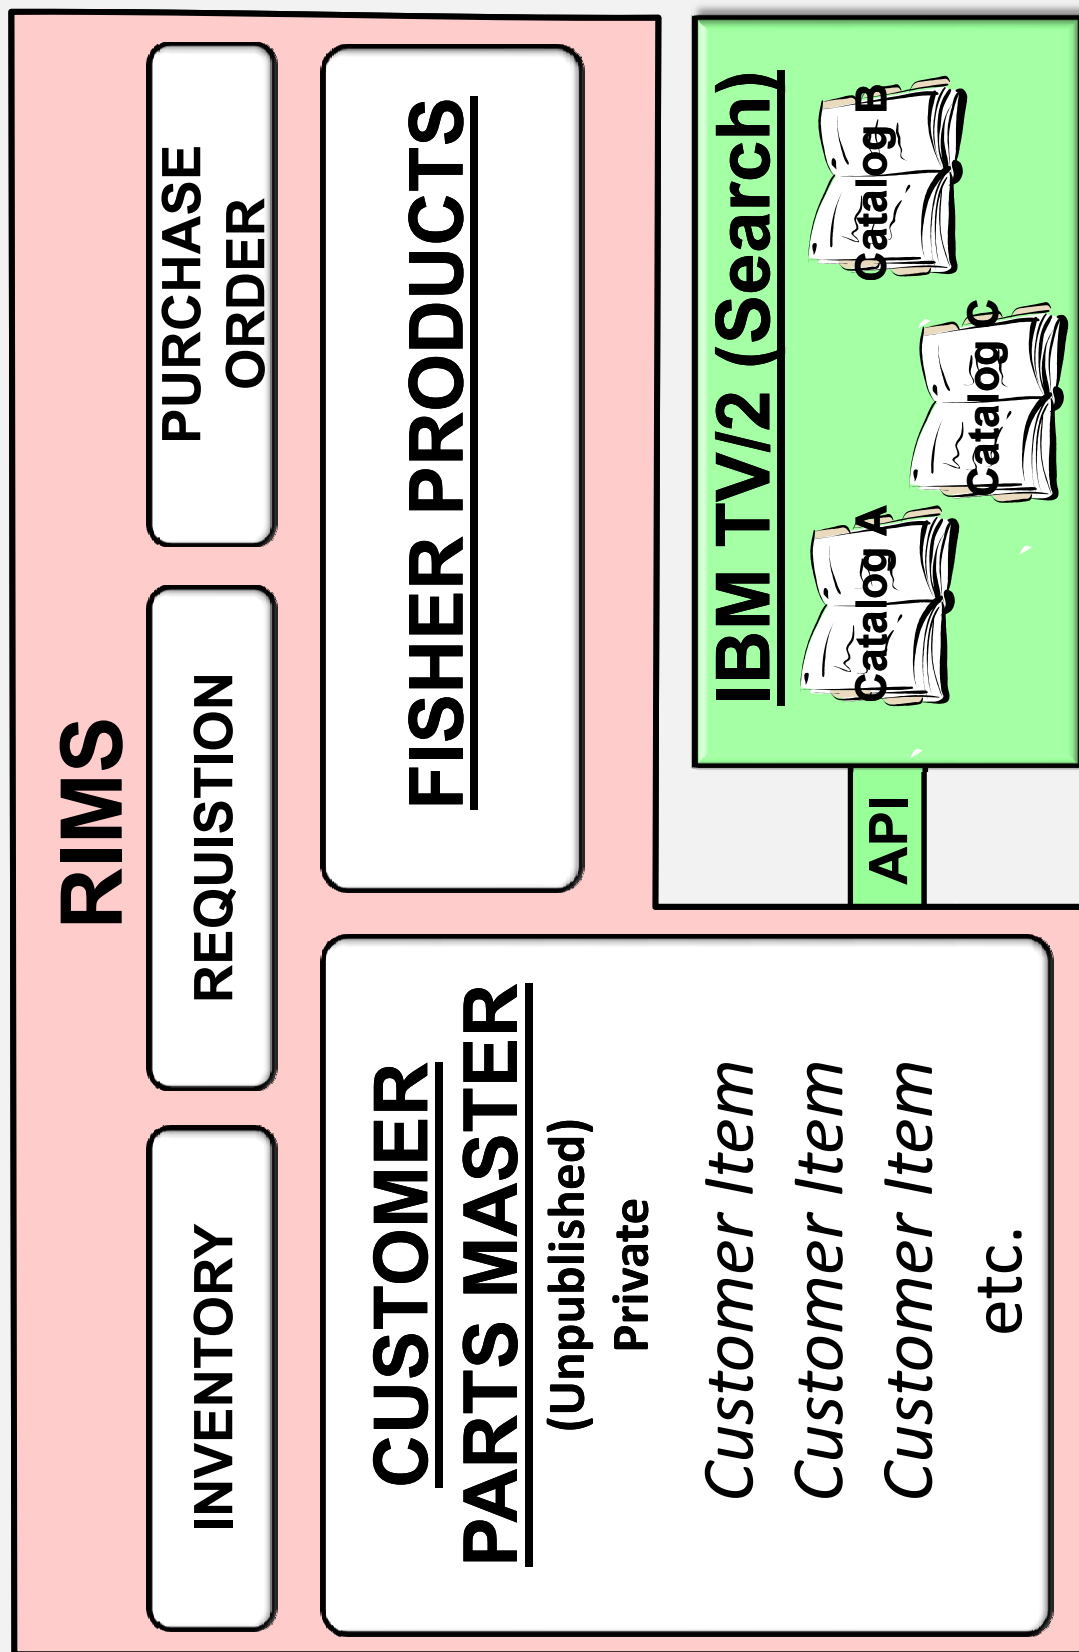 RIMS
INVENTORY
REQUISTION
PURCHASE
ORDER
CUSTOMER
PARTS MASTER
(Unpublished)
Private
Customer Item
Customer Item
Customer Item
etc.
FISHER PRODUCTS
API
IBM TV/2 (Search)
Catalog A
Catalog B
Catalog C